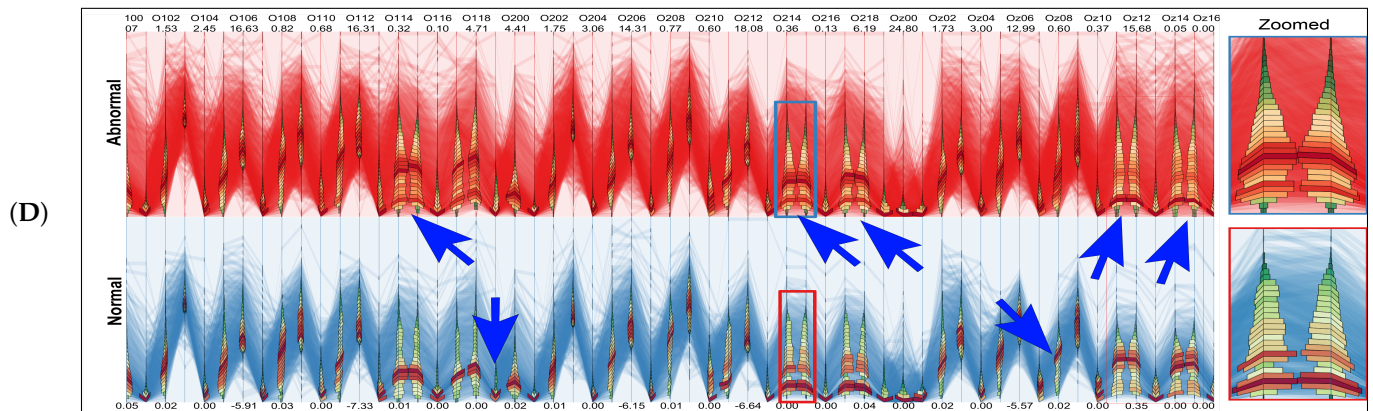 100 O102 O104 O106 O108 O110 O112 O114 O116 O118 O200 O202 O204 O206 O208 O210 O212 Oz14 O216 O218 Oz00 Oz02 Oz04 Oz06 Oz08 Oz10 Oz12 Oz14 Oz16
07 1.53 2.45 16.63 0.82 0.68 16.31 0.32 0.10 4.71 4.41 1.75 3.06 14.31 0.77 0.60 18.08 0.36 0.13 6.19 24.80 1.73 3.00 12.99 0.60 0.37 15.68 0.05 0.00
Zoomed
Abnormal
(D)
Normal
0.05 0.02 0.00 -5.91 0.03 0.00 -7.33 0.01 0.00 0.00 0.02 0.01 0.00 -6.15 0.01 0.00 -6.64 0.00 0.00 0.04 0.00 0.02 0.00 -5.57 0.02 0.00 0.35 0.00 0.00